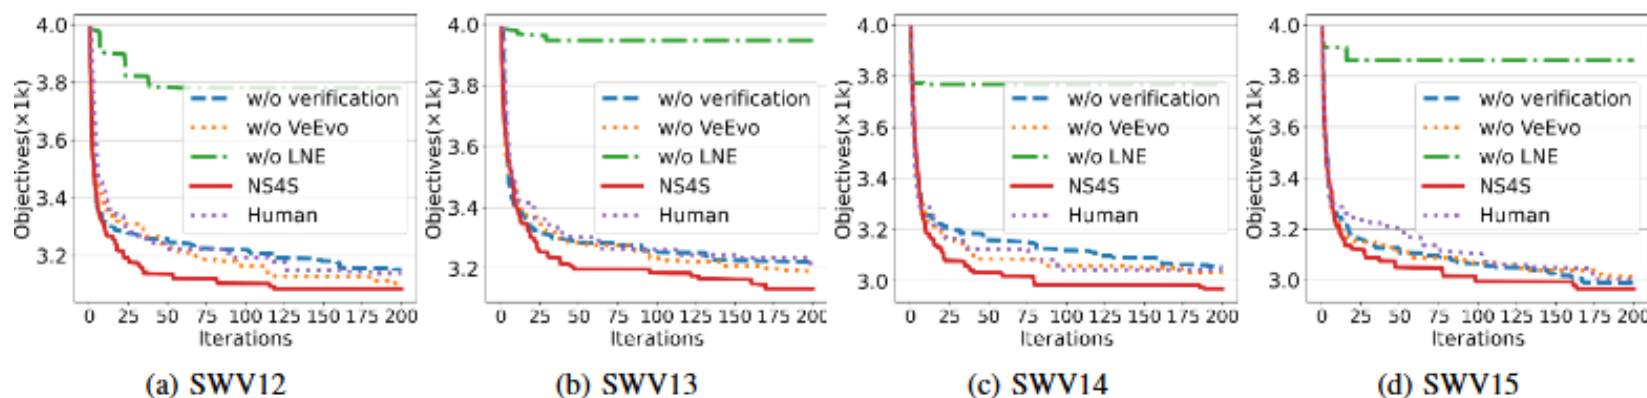 Objectives(×1k)
4.0
3.8
3.6
3.4
3.2
w/o verification
w/o VeEvo
w/o LNE
NS4S
Human
0 25 50 75 100 125 150 175 200
Iterations
(a) SWV12
Objectives(×1k)
4.0
3.8
3.6
3.4
3.2
w/o verification
w/o VeEvo
w/o LNE
NS4S
Human
0 25 50 75 100 125 150 175 200
Iterations
(b) SWV13
Objectives(×1k)
4.0
3.8
3.6
3.4
3.2
3.0
w/o verification
w/o VeEvo
w/o LNE
NS4S
Human
0 25 50 75 100 125 150 175 200
Iterations
(c) SWV14
Objectives(×1k)
4.0
3.8
3.6
3.4
3.2
3.0
w/o verification
w/o VeEvo
w/o LNE
NS4S
Human
0 25 50 75 100 125 150 175 200
Iterations
(d) SWV15